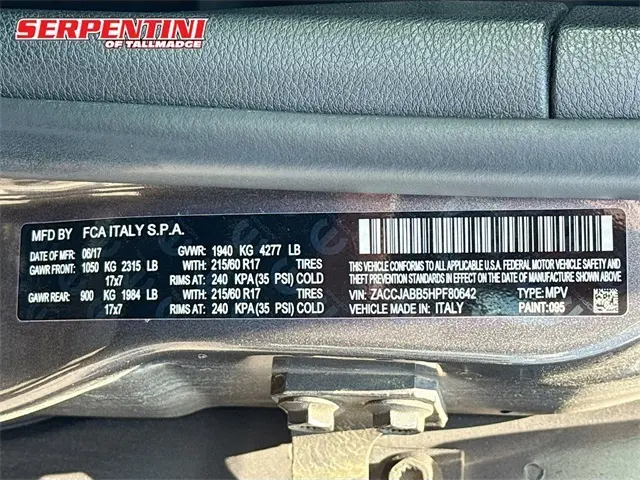 SERPENTINI
OF TALLMADGE
MFD BY FCA ITALY S.P.A.
DATE OF MFR: 06/17 GVWR: 1940 KG 4277 LB
GAWR FRONT: 1050 KG 2315 LB WITH: 215/60 R17 TIRES
17x7 RIMS AT: 240 KPA(35 PSI) COLD
GAWR REAR: 900 KG 1984 LB WITH: 215/60 R17 TIRES
17x7 RIMS AT: 240 KPA(35 PSI) COLD
THIS VEHICLE CONFORMS TO ALL APPLICABLE U.S.A. FEDERAL MOTOR VEHICLE SAFETY AND
THEFT PREVENTION STANDARDS IN EFFECT ON THE DATE OF MANUFACTURE SHOWN ABOVE.
VIN: ZACCJABB5HPF80642 TYPE: MPV
VEHICLE MADE IN: ITALY PAINT:095